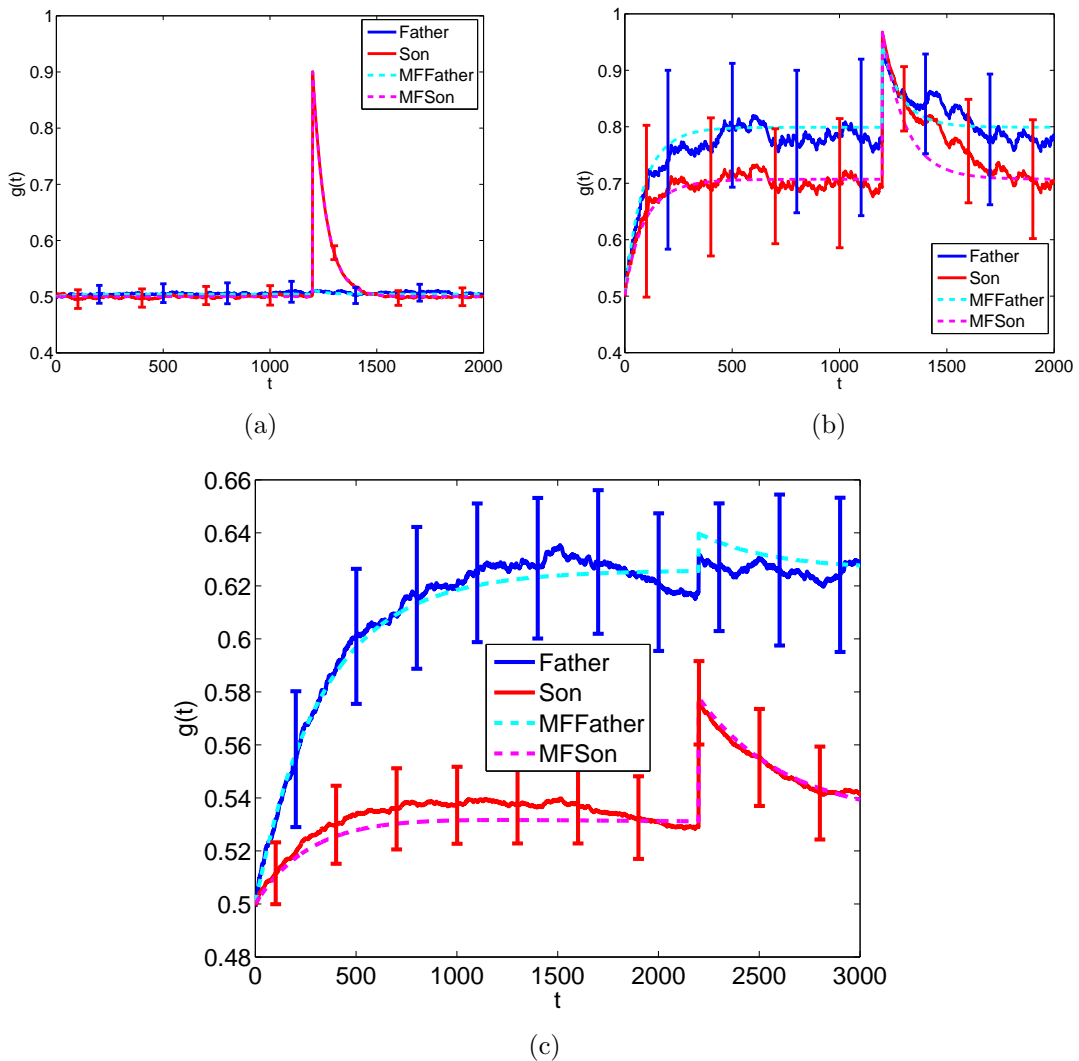 1
0.9
0.8
0.7
0.6
0.5
0.4
g(t)
0 500 1000 1500 2000
t
Father
Son
MFFather
MFSon
(a)
1
0.9
0.8
0.7
0.6
0.5
0.4
g(t)
0 500 1000 1500 2000
t
Father
Son
MFFather
MFSon
(b)
0.66
0.64
0.62
0.6
0.58
0.56
0.54
0.52
0.5
0.48
g(t)
Father
Son
MFFather
MFSon
0 500 1000 1500 2000 2500 3000
t
(c)